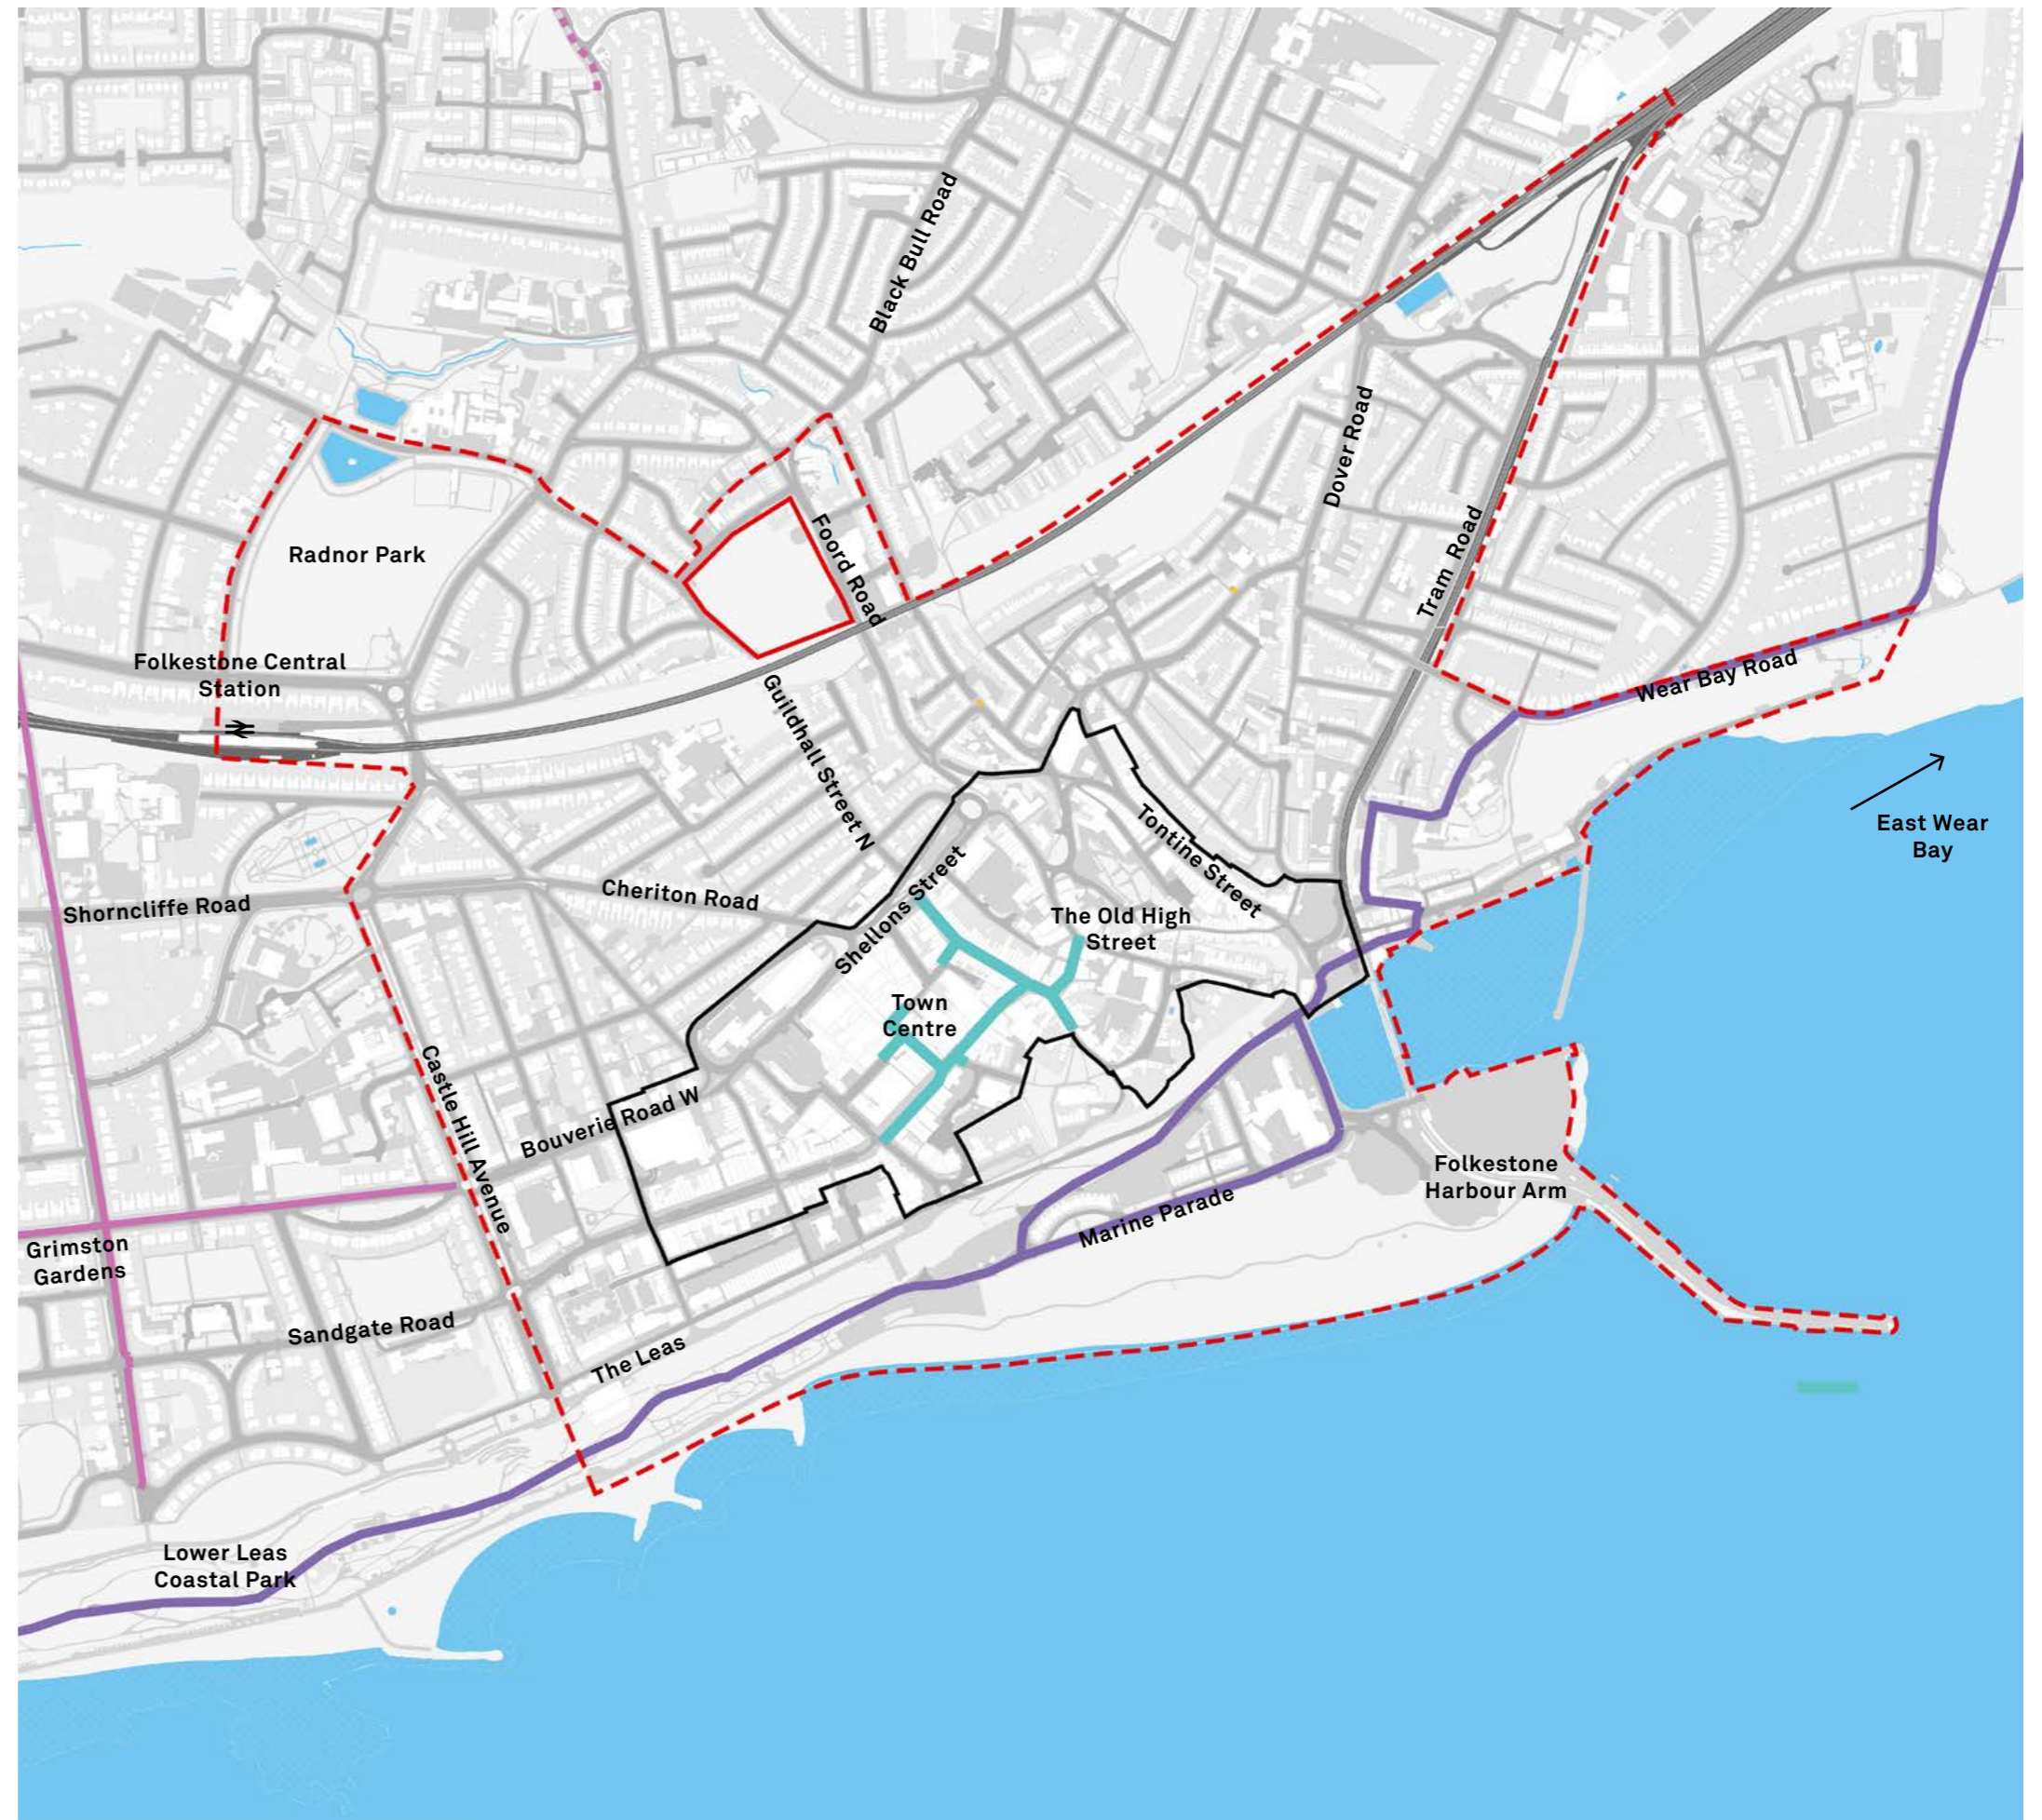 Black Bull Road
Dover Road
Radnor Park
Foord Road
Tram Road
Folkestone Central
Station
Wear Bay Road
Guildhall Street N
East Wear
Bay
Tontine Street
Cheriton Road
Shorncliffe Road
Shellons Street
The Old High
Street
Town
Centre
Castle Hill Avenue
Bouverie Road W
Folkestone
Harbour Arm
Marine Parade
Grimston
Gardens
Sandgate Road
The Leas
Lower Leas
Coastal Park